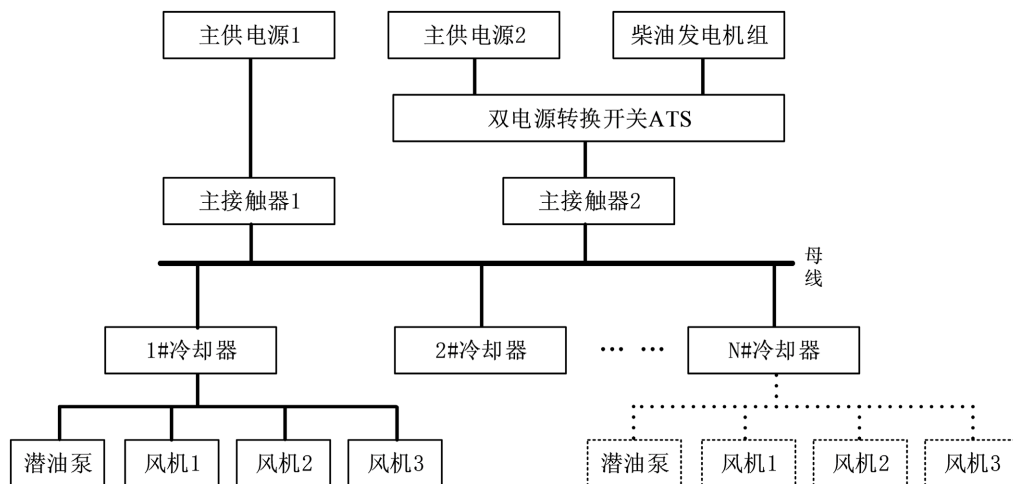 主供电源1
主供电源2
柴油发电机组
双电源转换开关ATS
主接触器1
主接触器2
母
线
1#冷却器
2#冷却器
… …
N#冷却器
潜油泵
风机1
风机2
风机3
潜油泵
风机1
风机2
风机3